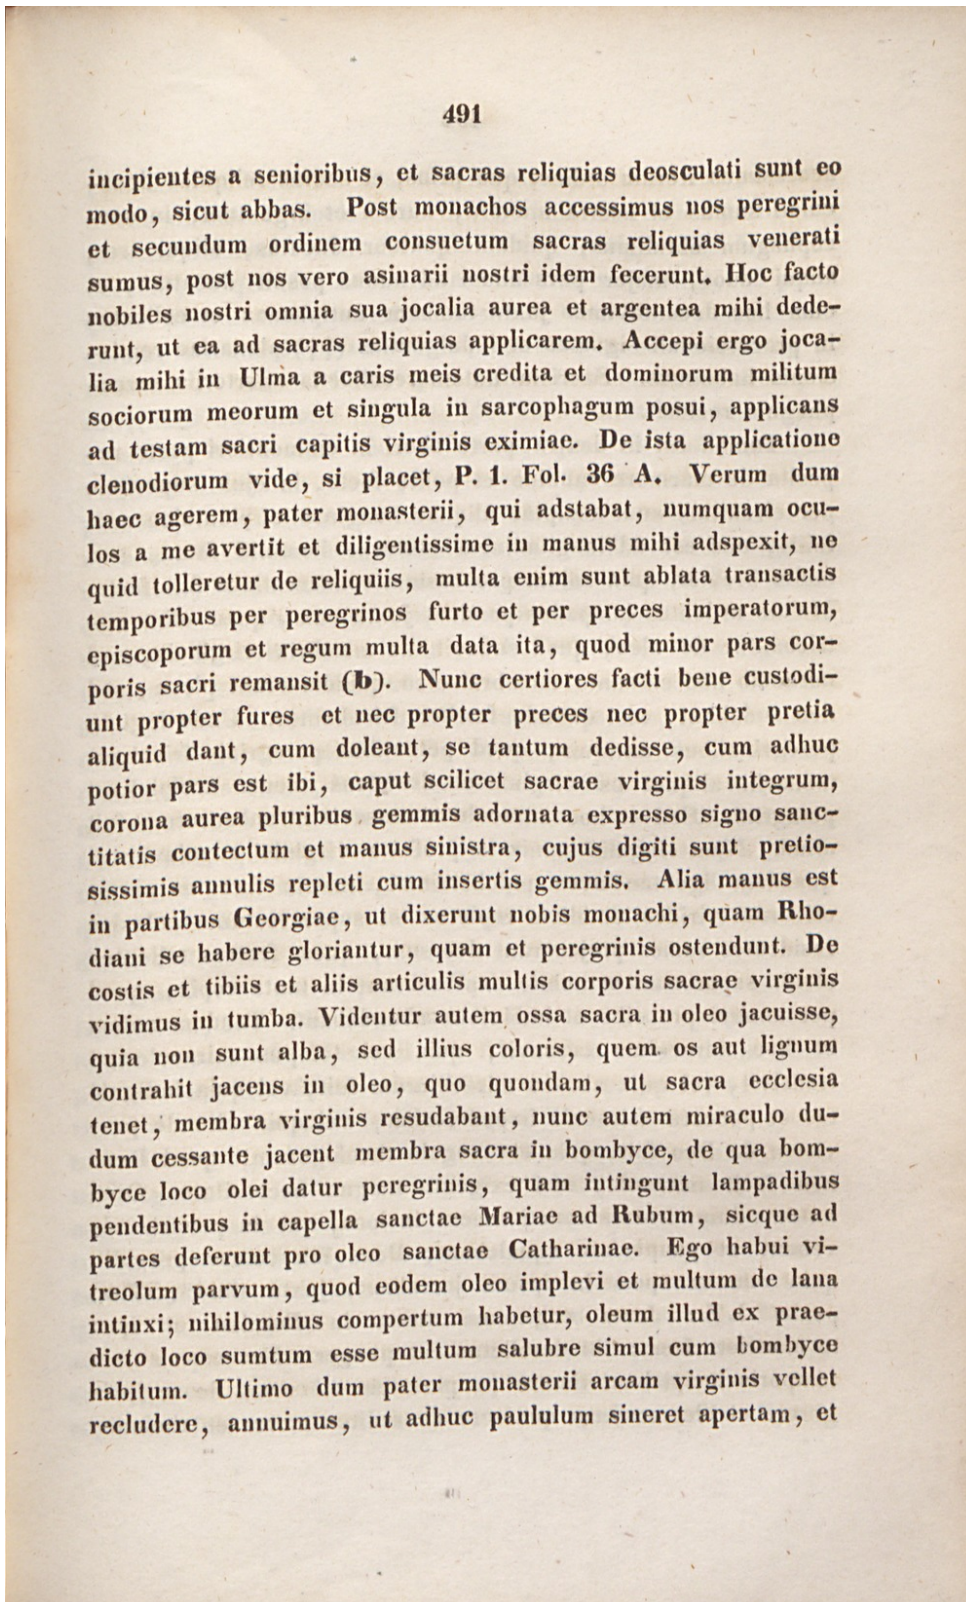 491
incipientes a senioribus, et sacras reliquias deosculati sunt eo
modo, sicut abbas. Post monachos accessimus nos peregrini
et secundum ordinem consuetum sacras reliquias venerati
sumus, post nos vero asinarii nostri idem fecerunt. Hoc facto
nobiles nostri omnia sua jocalia aurea et argentea mihi dede-
runt, ut ea ad sacras reliquias applicarem. Accepi ergo joca-
lia mihi in Ulma a caris meis credita et dominorum militum
sociorum meorum et singula in sarcophagum posui, applicans
ad testam sacri capitis virginis eximiae. De ista applicatione
clenodiorum vide, si placet, P. 1. Fol. 36 A. Verum dum
haec agerem, pater monasterii, qui adstabat, numquam ocu-
los a me avertit et diligentissime in manus mihi adspexit, ne
quid tolleretur de reliquiis, multa enim sunt ablata transactis
temporibus per peregrinos furto et per preces imperatorum,
episcoporum et regum multa data ita, quod minor pars cor-
poris sacri remansit (b). Nunc certiores facti bene custodi-
unt propter fures et nec propter preces nec propter pretia
aliquid dant, cum doleant, se tantum dedisse, cum adhuc
potior pars est ibi, caput scilicet sacrae virginis integrum,
corona aurea pluribus gemmis adornata expresso signo sanc-
titatis contectum et manus sinistra, cujus digiti sunt pretio-
sissimis annulis repleti cum insertis gemmis. Alia manus est
in partibus Georgiae, ut dixerunt nobis monachi, quam Rho-
diani se habere gloriantur, quam et peregrinis ostendunt. De
costis et tibiis et aliis articulis multis corporis sacrae virginis
vidimus in tumba. Videntur autem ossa sacra in oleo jacuisse,
quia non sunt alba, sed illius coloris, quem os aut lignum
contrahit jacens in oleo, quo quondam, ut sacra ecclesia
tenet, membra virginis resudabant, nunc autem miraculo du-
dum cessante jacent membra sacra in bombyce, de qua bom-
byce loco olei datur peregrinis, quam intingunt lampadibus
pendentibus in capella sanctae Mariae ad Rubum, sicque ad
partes deferunt pro oleo sanctae Catharinae. Ego habui vi-
treolum parvum, quod eodem oleo implevi et multum de lana
intinxi; nihilominus compertum habetur, oleum illud ex prae-
dicto loco sumtum esse multum salubre simul cum bombyce
habitum. Ultimo dum pater monasterii arcam virginis vellet
recludere, annuimus, ut adhuc paululum sineret apertam, et